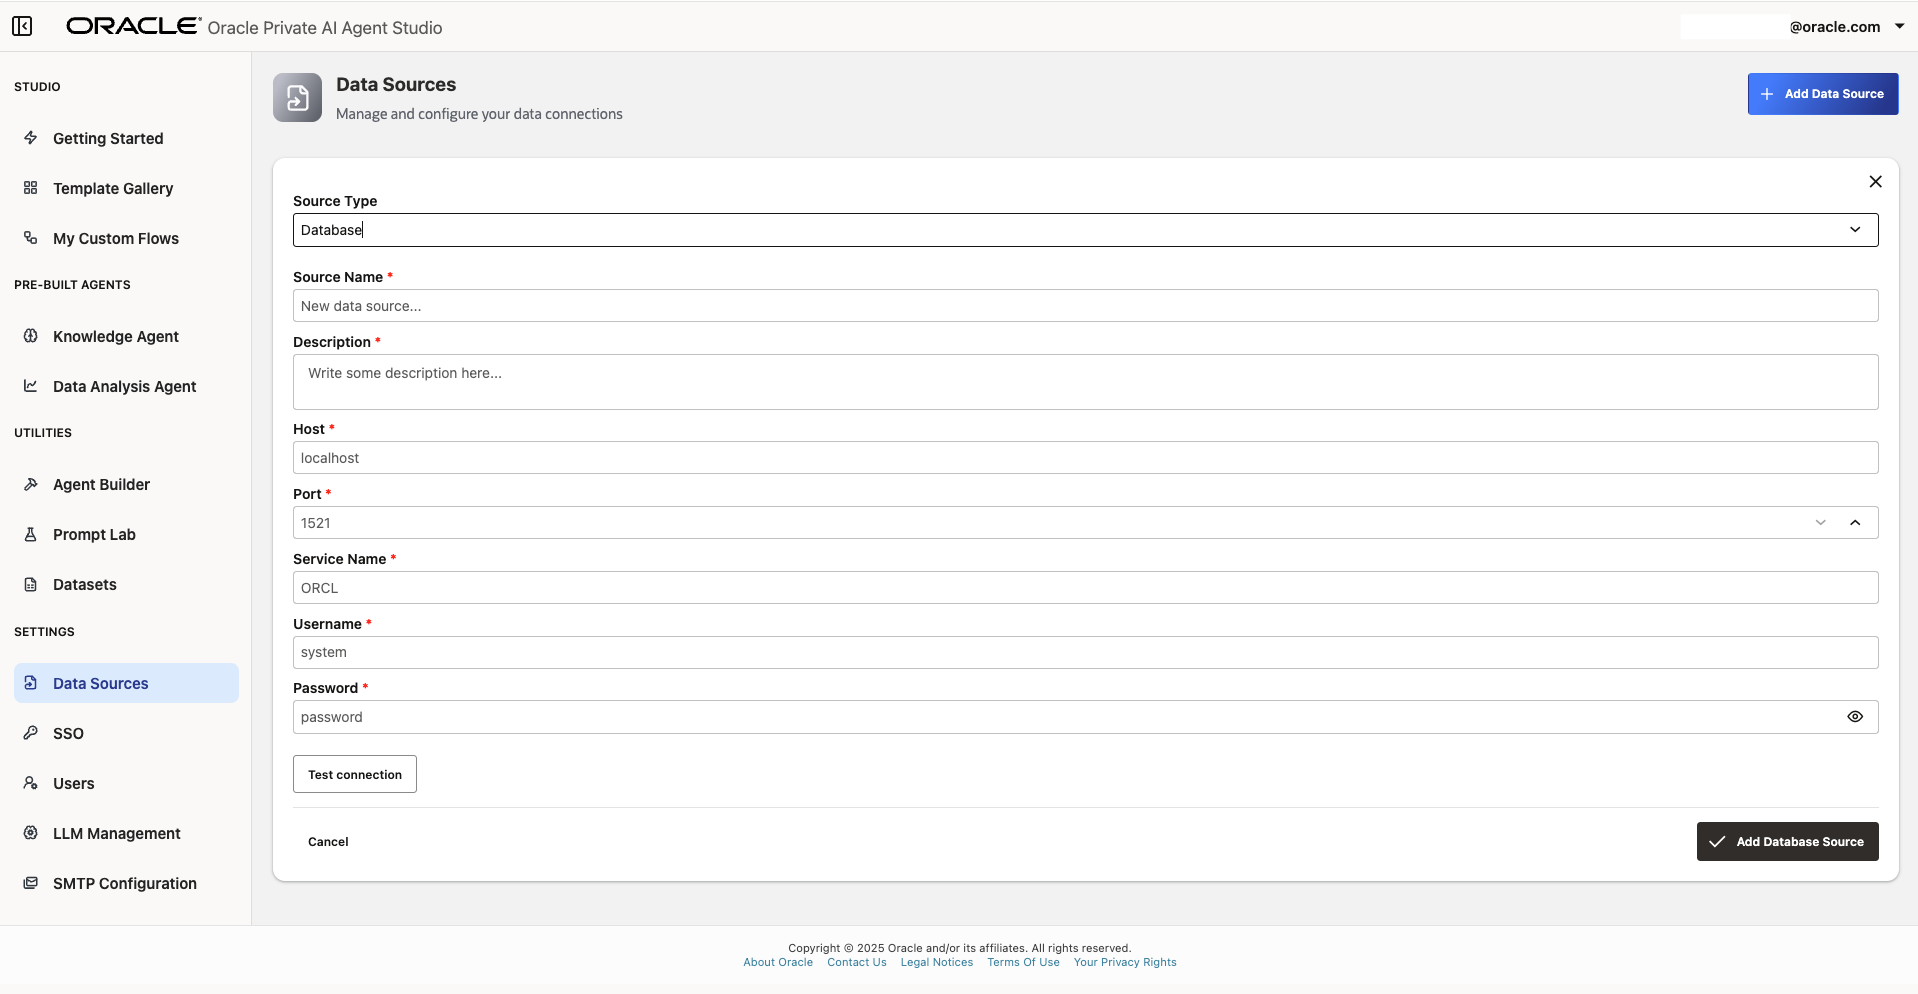 ORACLE Oracle Private AI Agent Studio
@oracle.com
STUDIO
Getting Started
Template Gallery
My Custom Flows
PRE-BUILT AGENTS
Knowledge Agent
Data Analysis Agent
UTILITIES
Agent Builder
Prompt Lab
Datasets
SETTINGS
Data Sources
SSO
Users
LLM Management
SMTP Configuration
Data Sources
Manage and configure your data connections
Add Data Source
Source Type
Database
Source Name *
New data source...
Description *
Write some description here...
Host *
localhost
Port *
1521
Service Name *
ORCL
Username *
system
Password *
password
Test connection
Cancel
Add Database Source
Copyright © 2025 Oracle and/or its affiliates. All rights reserved.
About Oracle Contact Us Legal Notices Terms Of Use Your Privacy Rights